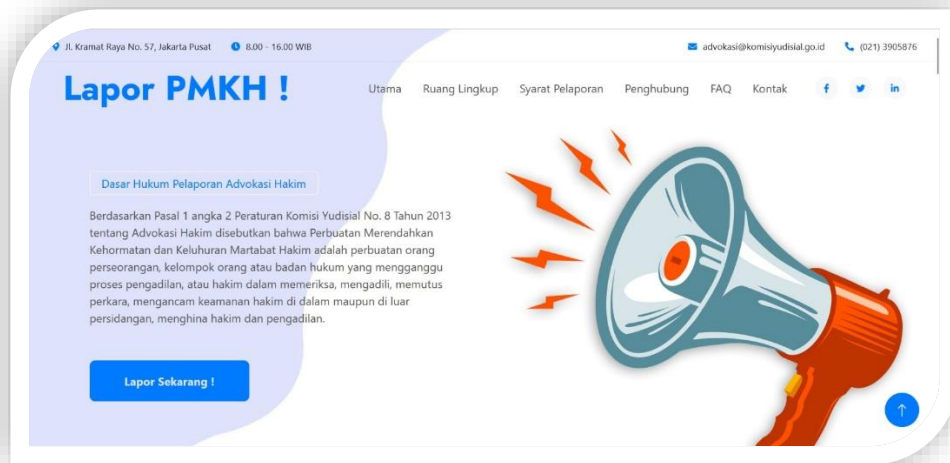 Jl. Kramat Raya No. 57, Jakarta Pusat 8.00 - 16.00 WIB advokasi@komisiyudisial.go.id (021) 3905876
Lapor PMKH ! Utama Ruang Lingkup Syarat Pelaporan Penghubung FAQ Kontak
Dasar Hukum Pelaporan Advokasi Hakim
Berdasarkan Pasal 1 angka 2 Peraturan Komisi Yudisial No. 8 Tahun 2013
tentang Advokasi Hakim disebutkan bahwa Perbuatan Merendahkan
Kehormatan dan Keluhuran Martabat Hakim adalah perbuatan orang
perseorangan, kelompok orang atau badan hukum yang mengganggu
proses pengadilan, atau hakim dalam memeriksa, mengadili, memutus
perkara, mengancam keamanan hakim di dalam maupun di luar
persidangan, menghina hakim dan pengadilan.
Lapor Sekarang !